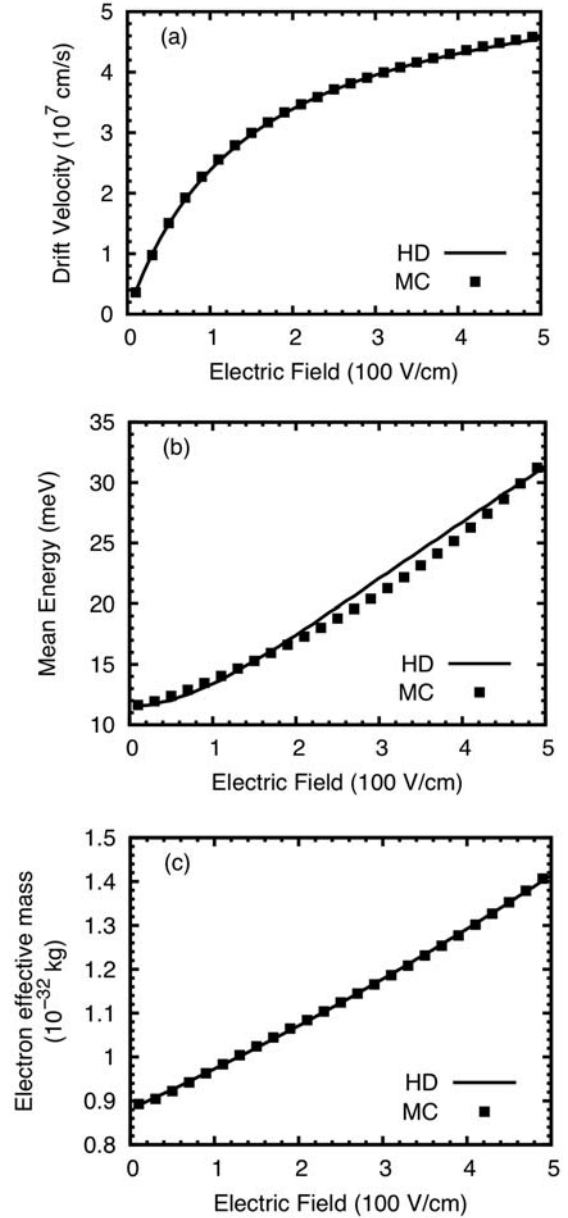 (a)
Drift Velocity (10⁷ cm/s)
5
4
3
2
1
0
HD
MC
0 1 2 3 4 5
Electric Field (100 V/cm)
(b)
Mean Energy (meV)
35
30
25
20
15
10
HD
MC
0 1 2 3 4 5
Electric Field (100 V/cm)
(c)
Electron effective mass
(10⁻³² kg)
1.5
1.4
1.3
1.2
1.1
1
0.9
0.8
HD
MC
0 1 2 3 4 5
Electric Field (100 V/cm)